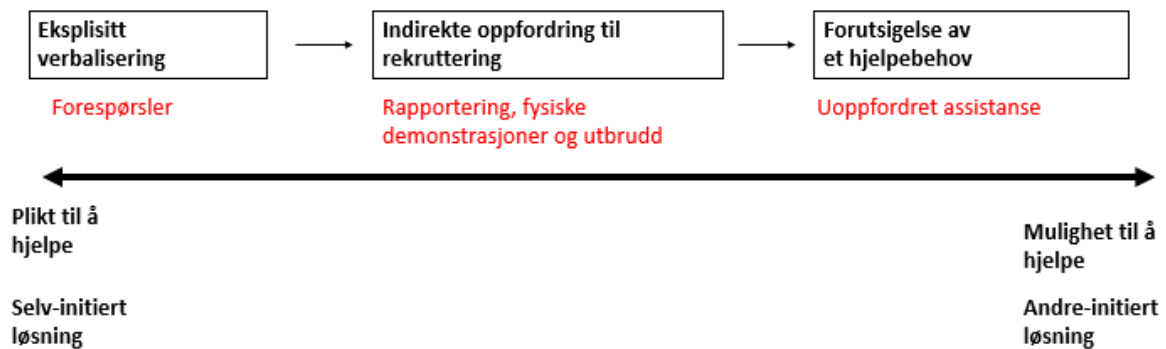 Eksplisitt
verbalisering
Indirekte oppfordring til
rekruttering
Forutsigelse av
et hjelpebehov
Forespørsler
Rapportering, fysiske
demonstrasjoner og utbrudd
Uoppfordret assistanse
Plikt til å
hjelpe
Mulighet til å
hjelpe
Selv-initiert
løsning
Andre-initiert
løsning